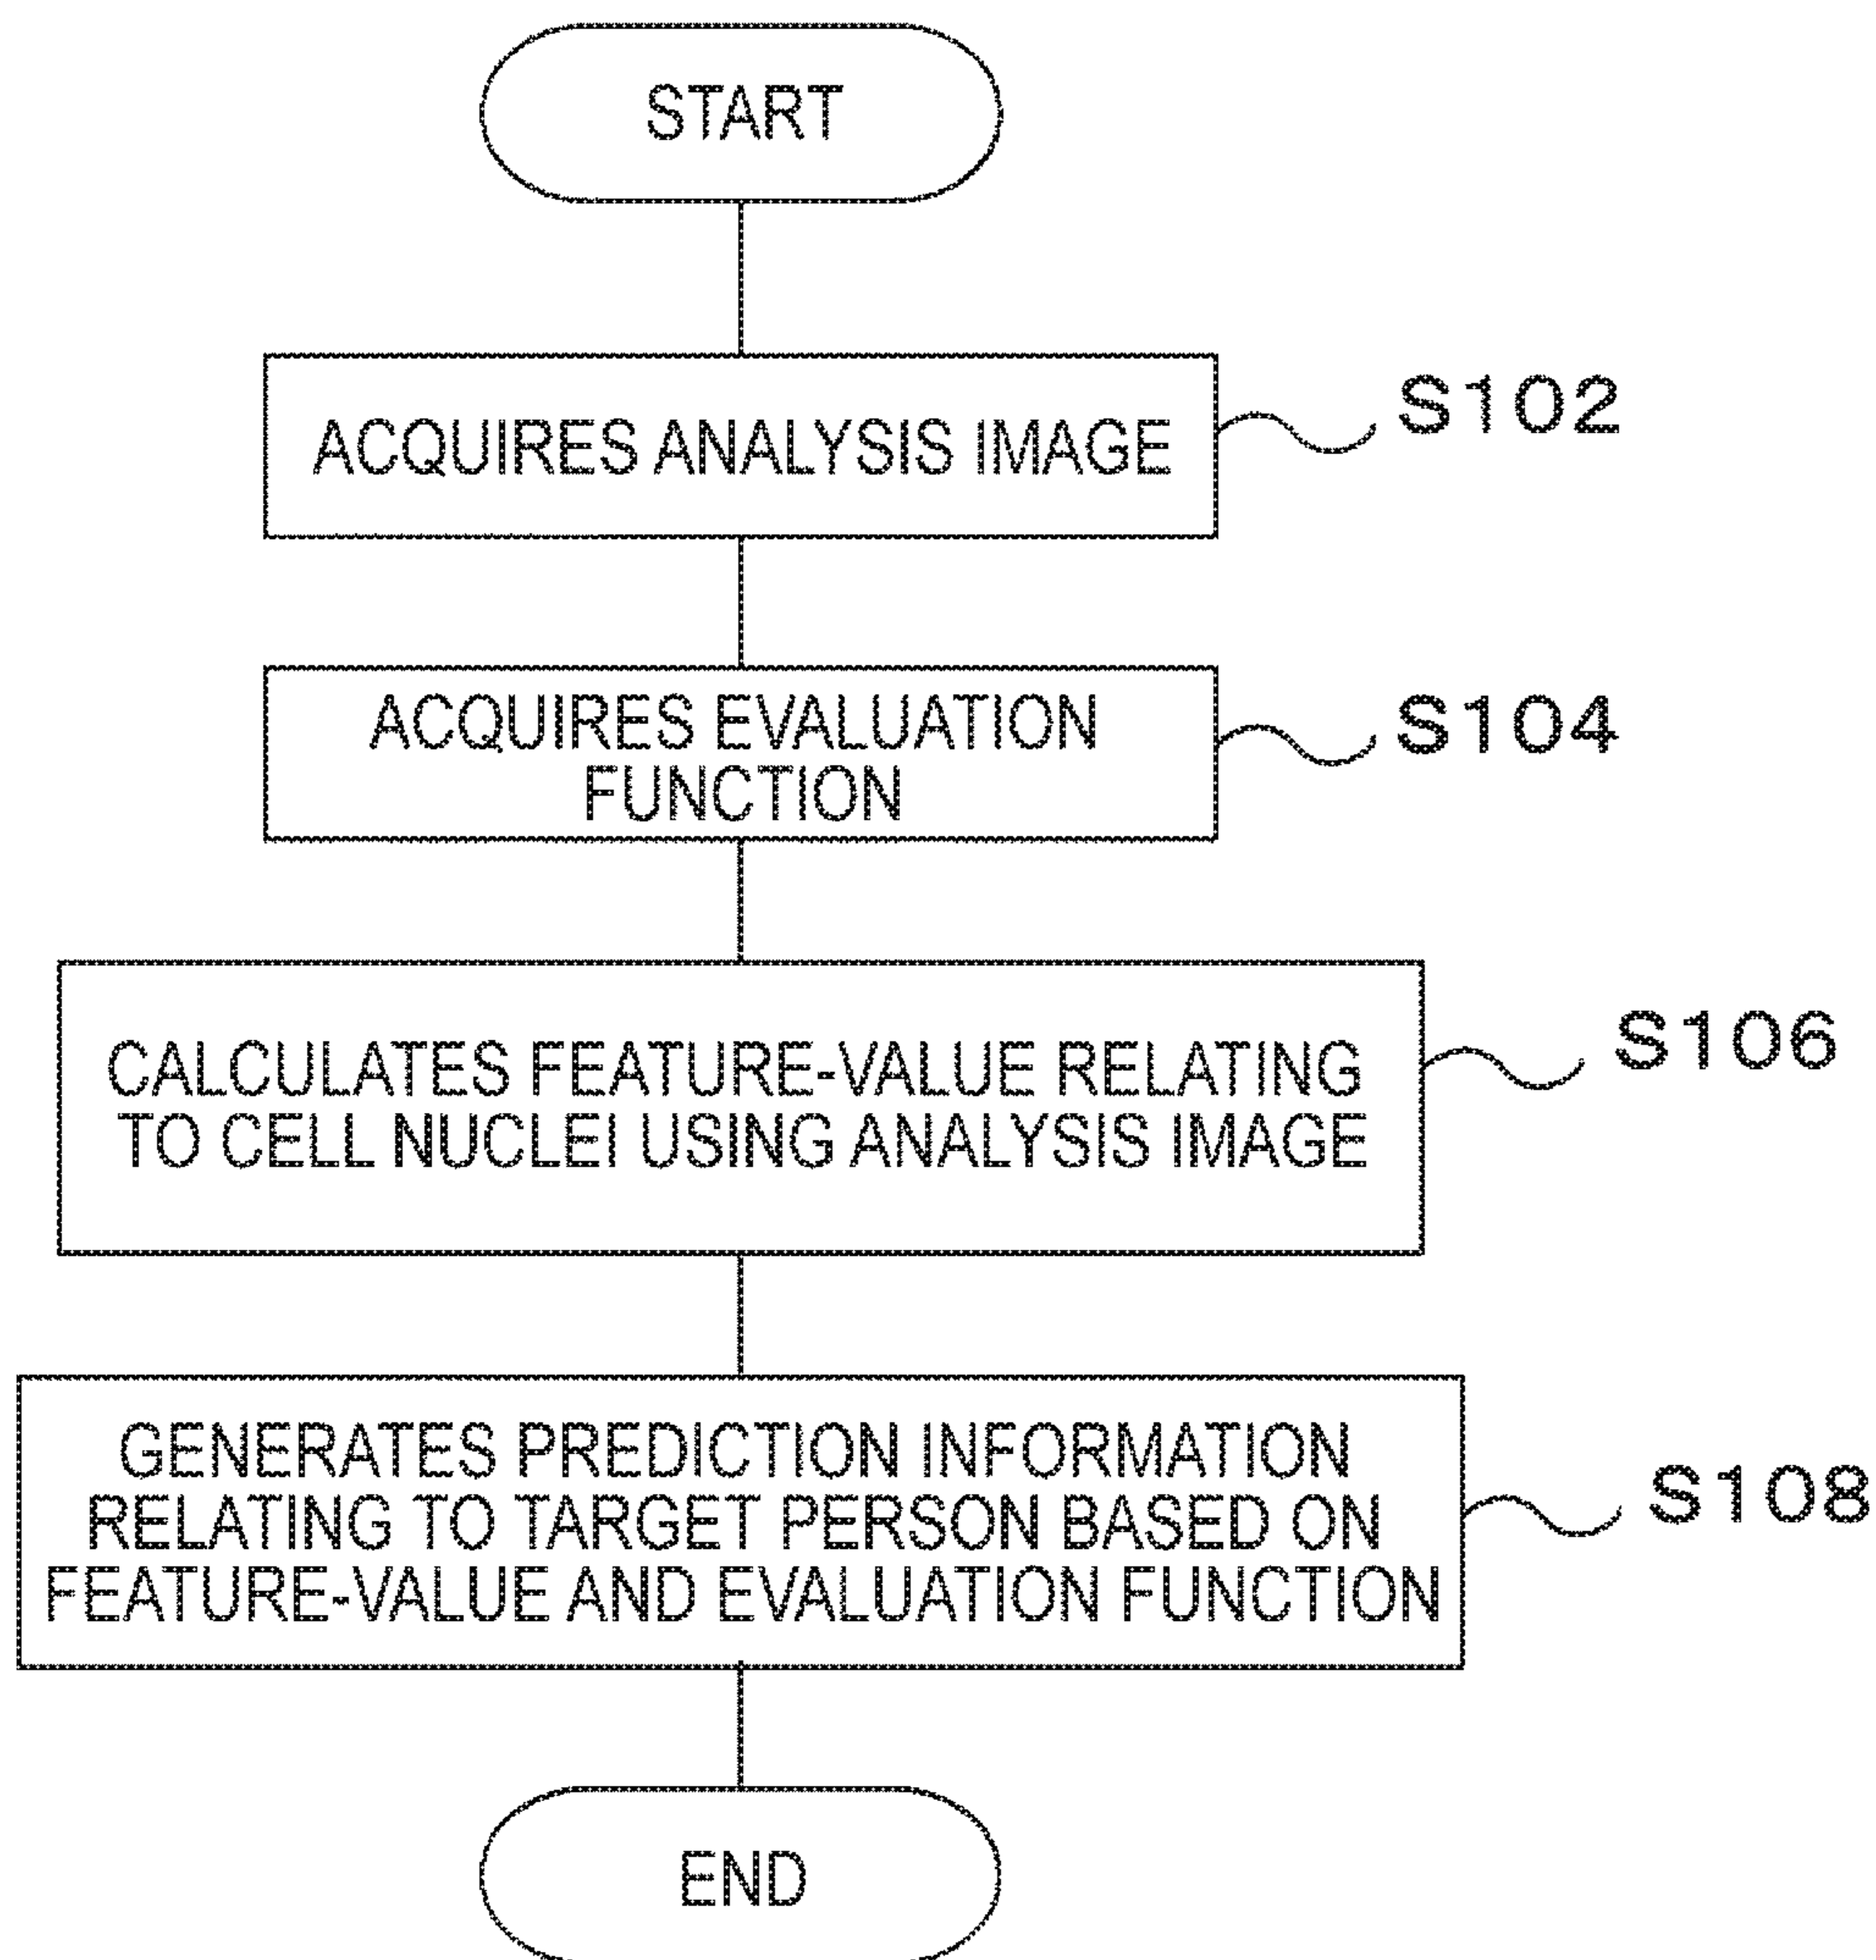 START
ACQUIRES ANALYSIS IMAGE
S102
ACQUIRES EVALUATION
FUNCTION
S104
CALCULATES FEATURE-VALUE RELATING
TO CELL NUCLEI USING ANALYSIS IMAGE
S106
GENERATES PREDICTION INFORMATION
RELATING TO TARGET PERSON BASED ON
FEATURE-VALUE AND EVALUATION FUNCTION
S108
END